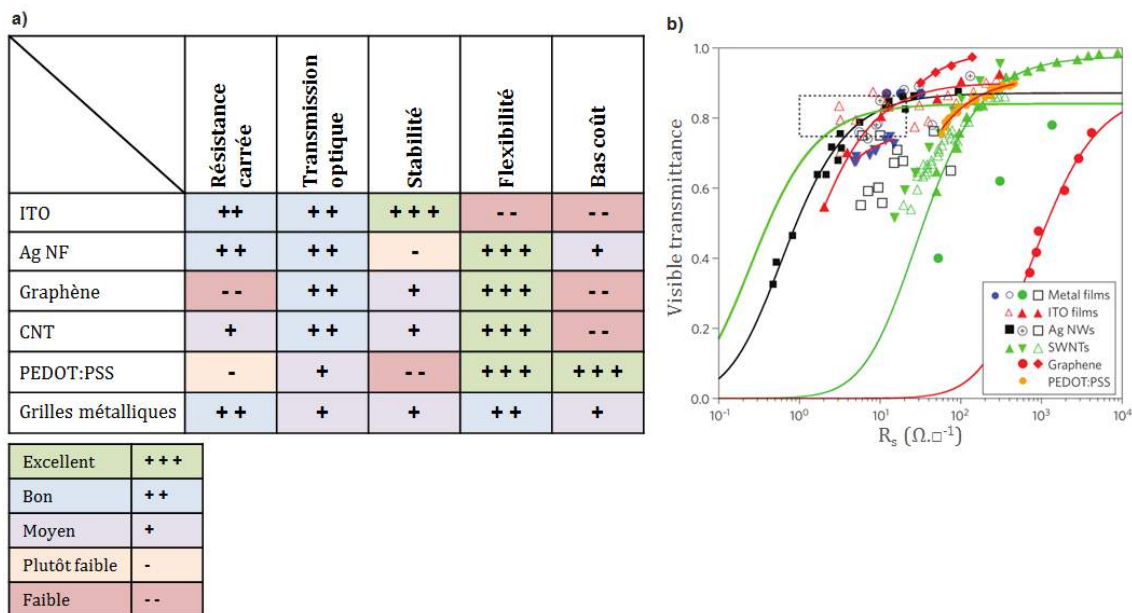 a)
Résistance
carrée
Transmission
optique
Stabilité
Flexibilité
Bas coût
ITO ++ ++ +++ -- --
Ag NF ++ ++ - +++ +
Graphène -- ++ + +++ --
CNT + ++ + +++ --
PEDOT:PSS - + -- +++ +++
Grilles métalliques ++ + + ++ +
Excellent +++
Bon ++
Moyen +
Plutôt faible -
Faible --
b)
Visible transmittance
1.0
0.8
0.6
0.4
0.2
0.0
Metal films
ITO films
Ag NWs
SWNTs
Graphene
PEDOT:PSS
10⁻¹ 10⁰ 10¹ 10² 10³ 10⁴
Rₛ (Ω.□⁻¹)